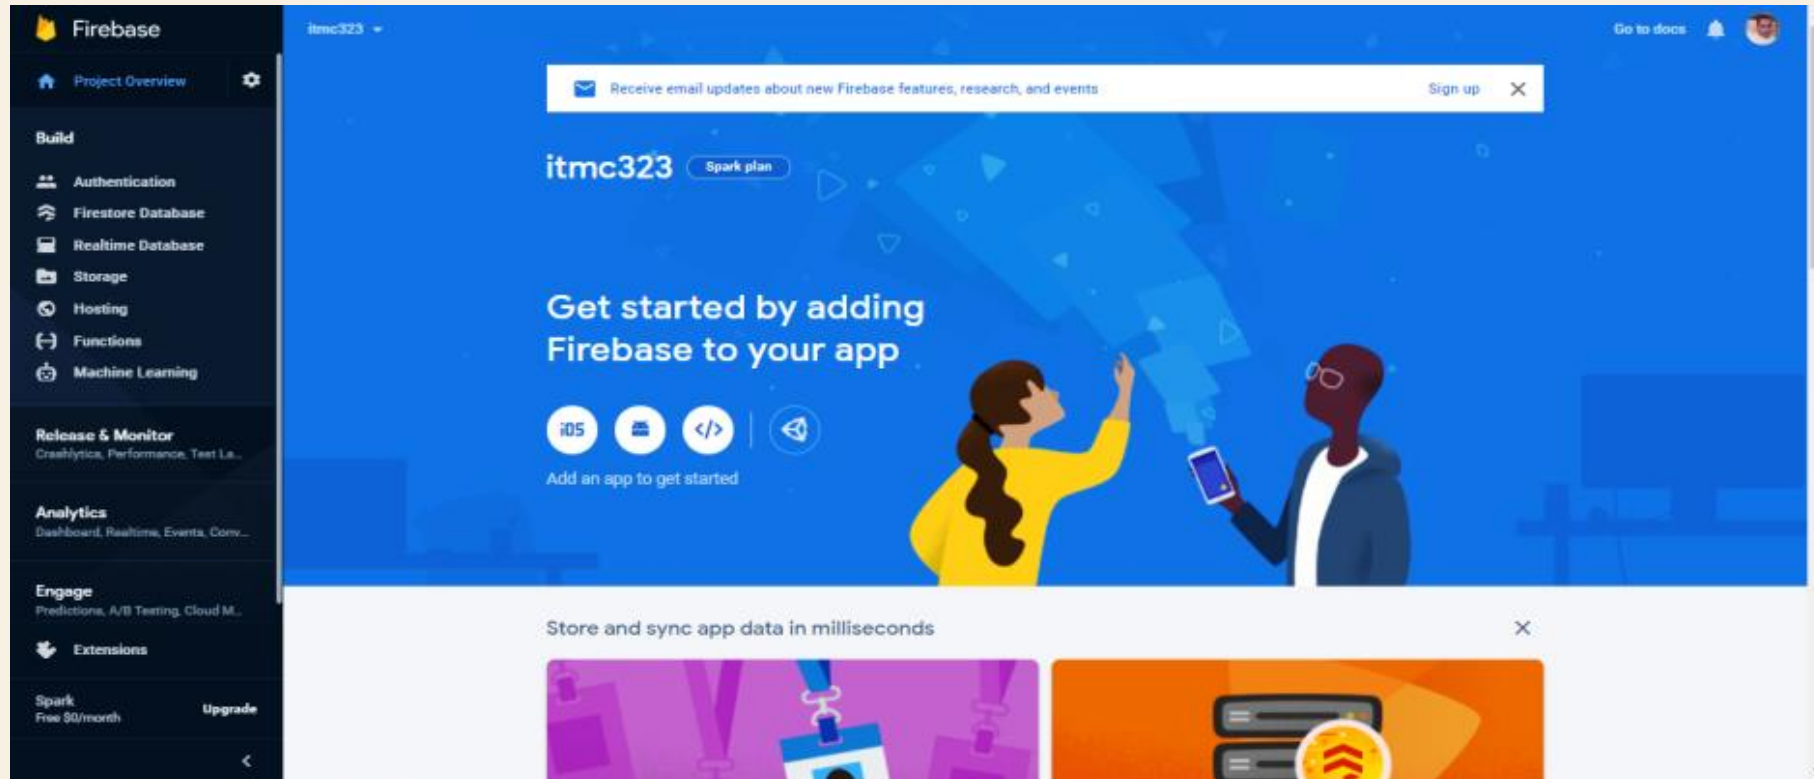 Firebase
Project Overview
Build
Authentication
Firestore Database
Realtime Database
Storage
Hosting
Functions
Machine Learning
Release & Monitor
Crashlytics, Performance, Test La...
Analytics
Dashboard, Realtime, Events, Conv...
Engage
Predictions, A/B Testing, Cloud M...
Extensions
Spark
Free $0/month
Upgrade
itmc323
Go to docs
Receive email updates about new Firebase features, research, and events
Sign up
itmc323
Spark plan
Get started by adding
Firebase to your app
iOS
</>
Add an app to get started
Store and sync app data in milliseconds